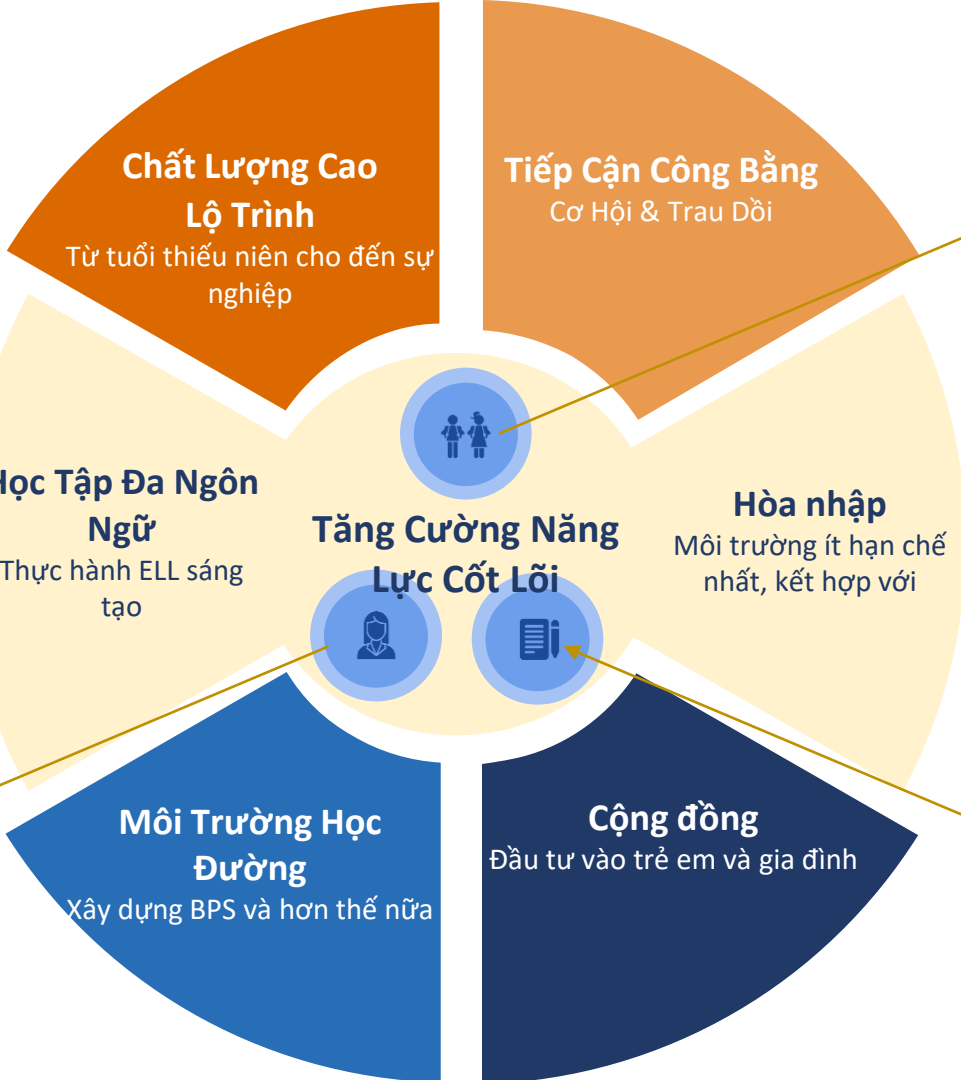 Chất Lượng Cao
Lộ Trình
Từ tuổi thiếu niên cho đến sự
nghiệp
Tiếp Cận Công Bằng
Cơ Hội & Trau Dồi
Học Tập Đa Ngôn
Ngữ
Thực hành ELL sáng
tạo
Tăng Cường Năng
Lực Cốt Lõi
Hòa nhập
Môi trường ít hạn chế
nhất, kết hợp với
Môi Trường Học
Đường
Xây dựng BPS và hơn thế nữa
Cộng đồng
Đầu tư vào trẻ em và gia đình